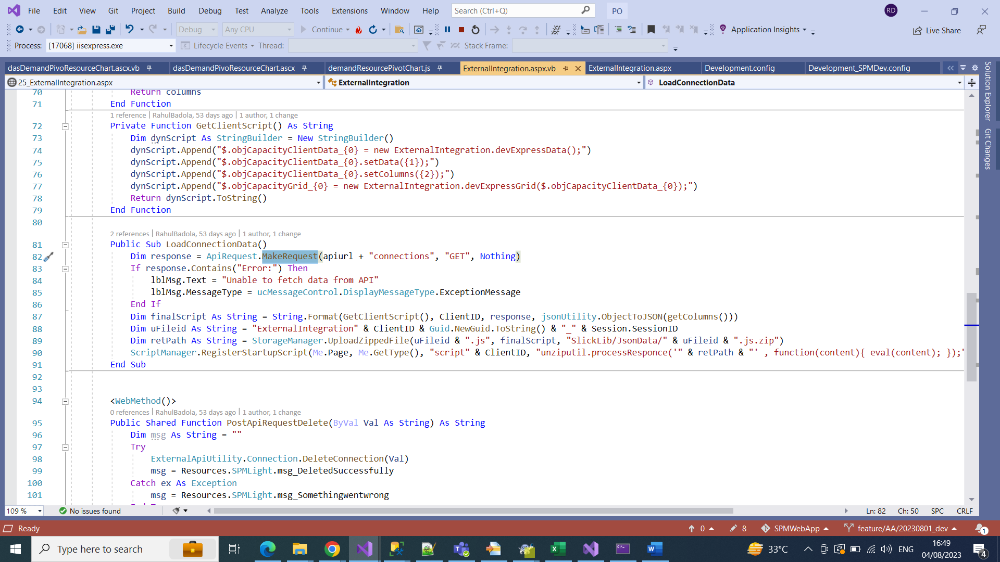 File Edit View Git Project Build Debug Test Analyze Tools Extensions Window Help Search (Ctrl+Q) PO RD
Debug Any CPU Continue Application Insights Live Share
Process: [17068] iisexpress.exe Lifecycle Events Thread: Stack Frame:
dasDemandPivoResourceChart.ascx.vb dasDemandPivoResourceChart.ascx demandResourcePivotChart.js ExternalIntegration.aspx.vb ExternalIntegration.aspx Development.config Development_SPMDev.config
25_ExternalIntegration.aspx ExternalIntegration LoadConnectionData
70 Return columns
71 End Function
1 reference | RahulBadola, 53 days ago | 1 author, 1 change
72 Private Function GetClientScript() As String
73 Dim dynScript As StringBuilder = New StringBuilder()
74 dynScript.Append("$.objCapacityClientData_{0} = new ExternalIntegration.devExpressData();")
75 dynScript.Append("$.objCapacityClientData_{0}.setData({1});")
76 dynScript.Append("$.objCapacityClientData_{0}.setColumns({2});")
77 dynScript.Append("$.objCapacityGrid_{0} = new ExternalIntegration.devExpressGrid($.objCapacityClientData_{0});")
78 Return dynScript.ToString()
79 End Function
80
2 references | RahulBadola, 53 days ago | 1 author, 1 change
81 Public Sub LoadConnectionData()
82 Dim response = ApiRequest.MakeRequest(apiurl + "connections", "GET", Nothing)
83 If response.Contains("Error:") Then
84 lblMsg.Text = "Unable to fetch data from API"
85 lblMsg.MessageType = ucMessageControl.DisplayMessageType.ExceptionMessage
86 End If
87 Dim finalScript As String = String.Format(GetClientScript(), ClientID, response, jsonUtility.ObjectToJSON(getColumns()))
88 Dim uFileid As String = "ExternalIntegration" & ClientID & Guid.NewGuid.ToString() & "_" & Session.SessionID
89 Dim retPath As String = StorageManager.UploadZippedFile(uFileid & ".js", finalScript, "SlickLib/JsonData/" & uFileid & ".js.zip")
90 ScriptManager.RegisterStartupScript(Me.Page, Me.GetType(), "script" & ClientID, "unziputil.processResponce('" & retPath & "' , function(content){ eval(content); });'
91 End Sub
92
93
94 <WebMethod()>
0 references | RahulBadola, 53 days ago | 1 author, 1 change
95 Public Shared Function PostApiRequestDelete(ByVal Val As String) As String
96 Dim msg As String = ""
97 Try
98 ExternalApiUtility.Connection.DeleteConnection(Val)
99 msg = Resources.SPMLight.msg_DeletedSuccessfully
100 Catch ex As Exception
101 msg = Resources.SPMLight.msg_Somethingwentwrong
Solution Explorer
Git Changes
109 % No issues found Ln: 82 Ch: 50 SPC CRLF
Ready 0 8 SPMWebApp feature/AA/20230801_dev 1
Type here to search 33°C ENG 16:49
04/08/2023 4